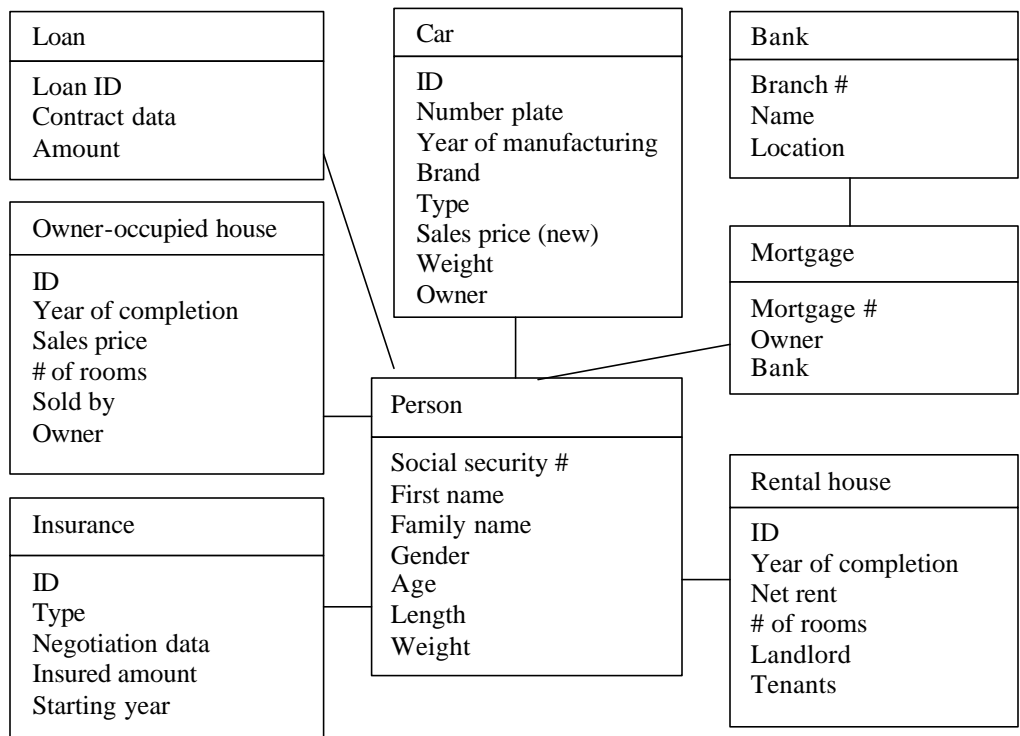 Loan
Loan ID
Contract data
Amount
Car
ID
Number plate
Year of manufacturing
Brand
Type
Sales price (new)
Weight
Owner
Bank
Branch #
Name
Location
Owner-occupied house
ID
Year of completion
Sales price
# of rooms
Sold by
Owner
Mortgage
Mortgage #
Owner
Bank
Person
Social security #
First name
Family name
Gender
Age
Length
Weight
Insurance
ID
Type
Negotiation data
Insured amount
Starting year
Rental house
ID
Year of completion
Net rent
# of rooms
Landlord
Tenants